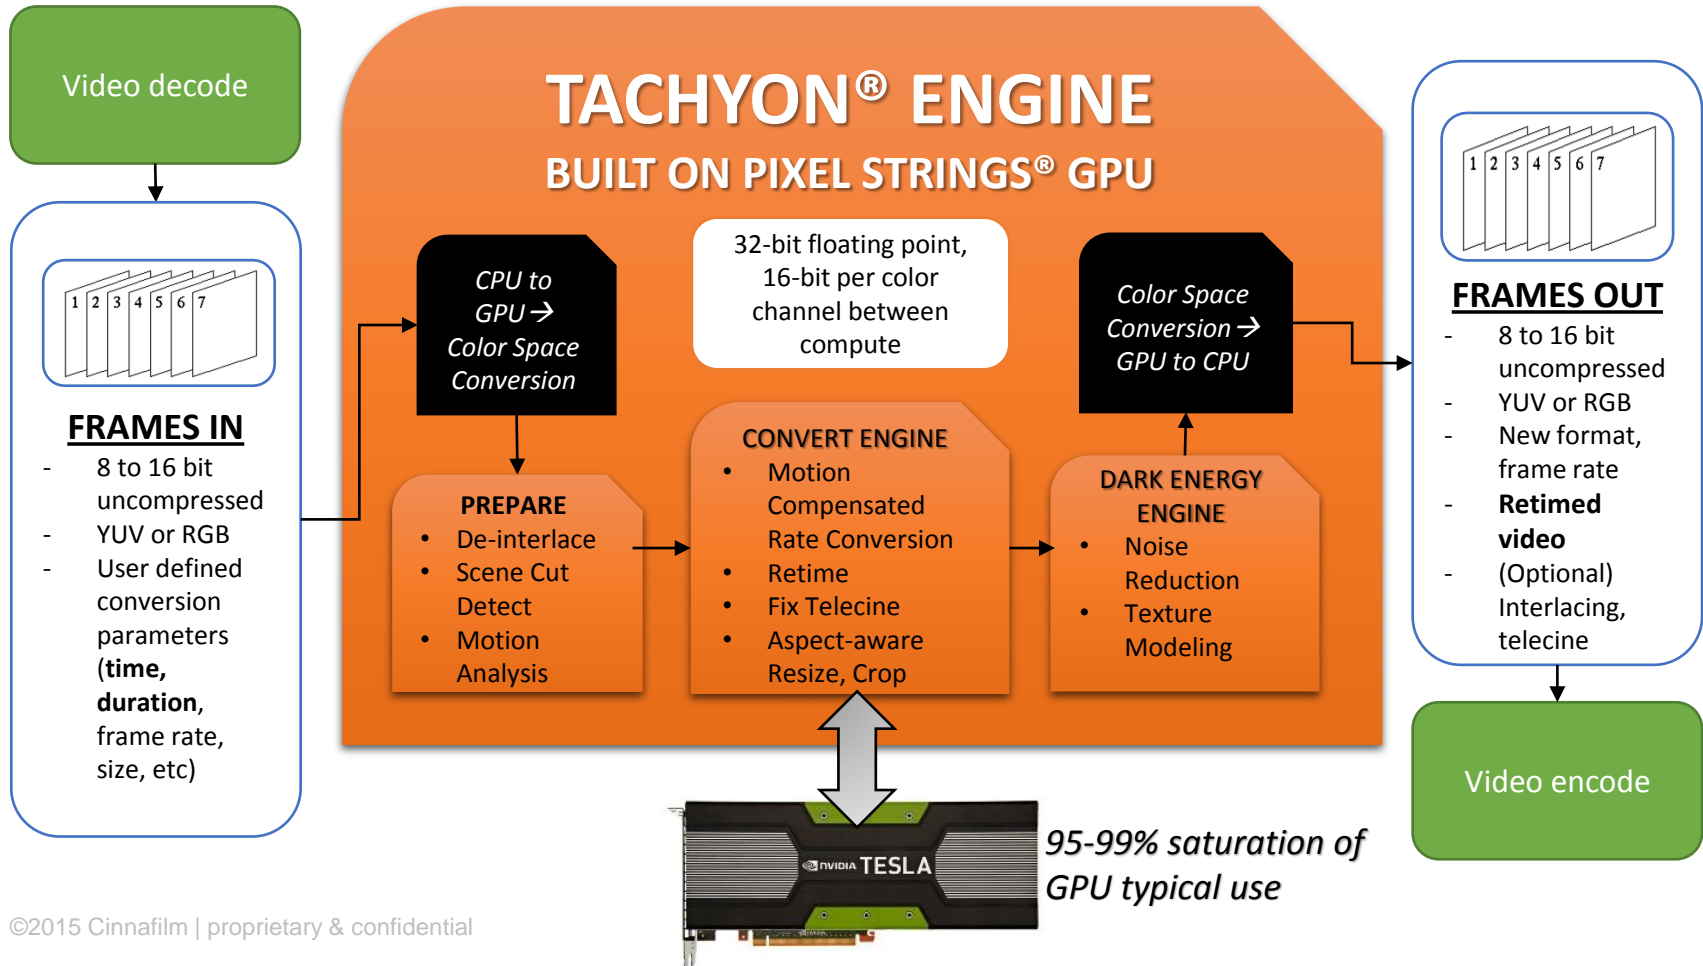 Video decode
1 2 3 4 5 6 7
FRAMES IN
- 8 to 16 bit
uncompressed
- YUV or RGB
- User defined
conversion
parameters
(time,
duration,
frame rate,
size, etc)
TACHYON® ENGINE
BUILT ON PIXEL STRINGS® GPU
CPU to
GPU→
Color Space
Conversion
32-bit floating point,
16-bit per color
channel between
compute
Color Space
Conversion→
GPU to CPU
PREPARE
• De-interlace
• Scene Cut
Detect
• Motion
Analysis
CONVERT ENGINE
• Motion
Compensated
Rate Conversion
• Retime
• Fix Telecine
• Aspect-aware
Resize, Crop
DARK ENERGY
ENGINE
• Noise
Reduction
• Texture
Modeling
1 2 3 4 5 6 7
FRAMES OUT
- 8 to 16 bit
uncompressed
- YUV or RGB
- New format,
frame rate
- Retimed
video
- (Optional)
Interlacing,
telecine
Video encode
NVIDIA TESLA
95-99% saturation of
GPU typical use
©2015 Cinnafilm | proprietary & confidential